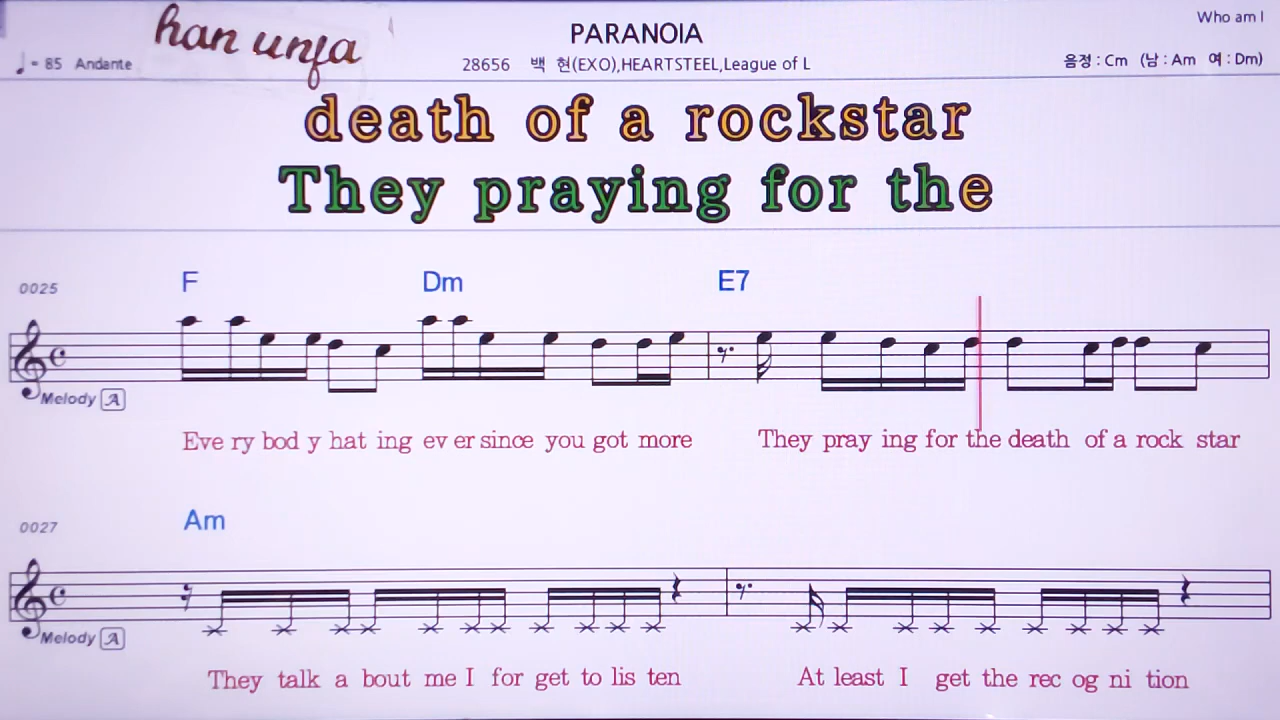 Who am I
han unfa
PARANOIA
♩= 85 Andante
28656 백 현(EXO),HEARTSTEEL,League of L
음정 : Cm (남 : Am 여 : Dm)
death of a rockstar
They praying for the
0025 F Dm E7
Melody A
Eve ry bod y hat ing ev er since you got more They pray ing for the death of a rock star
0027 Am
Melody A
They talk a bout me I for get to lis ten At least I get the rec og ni tion